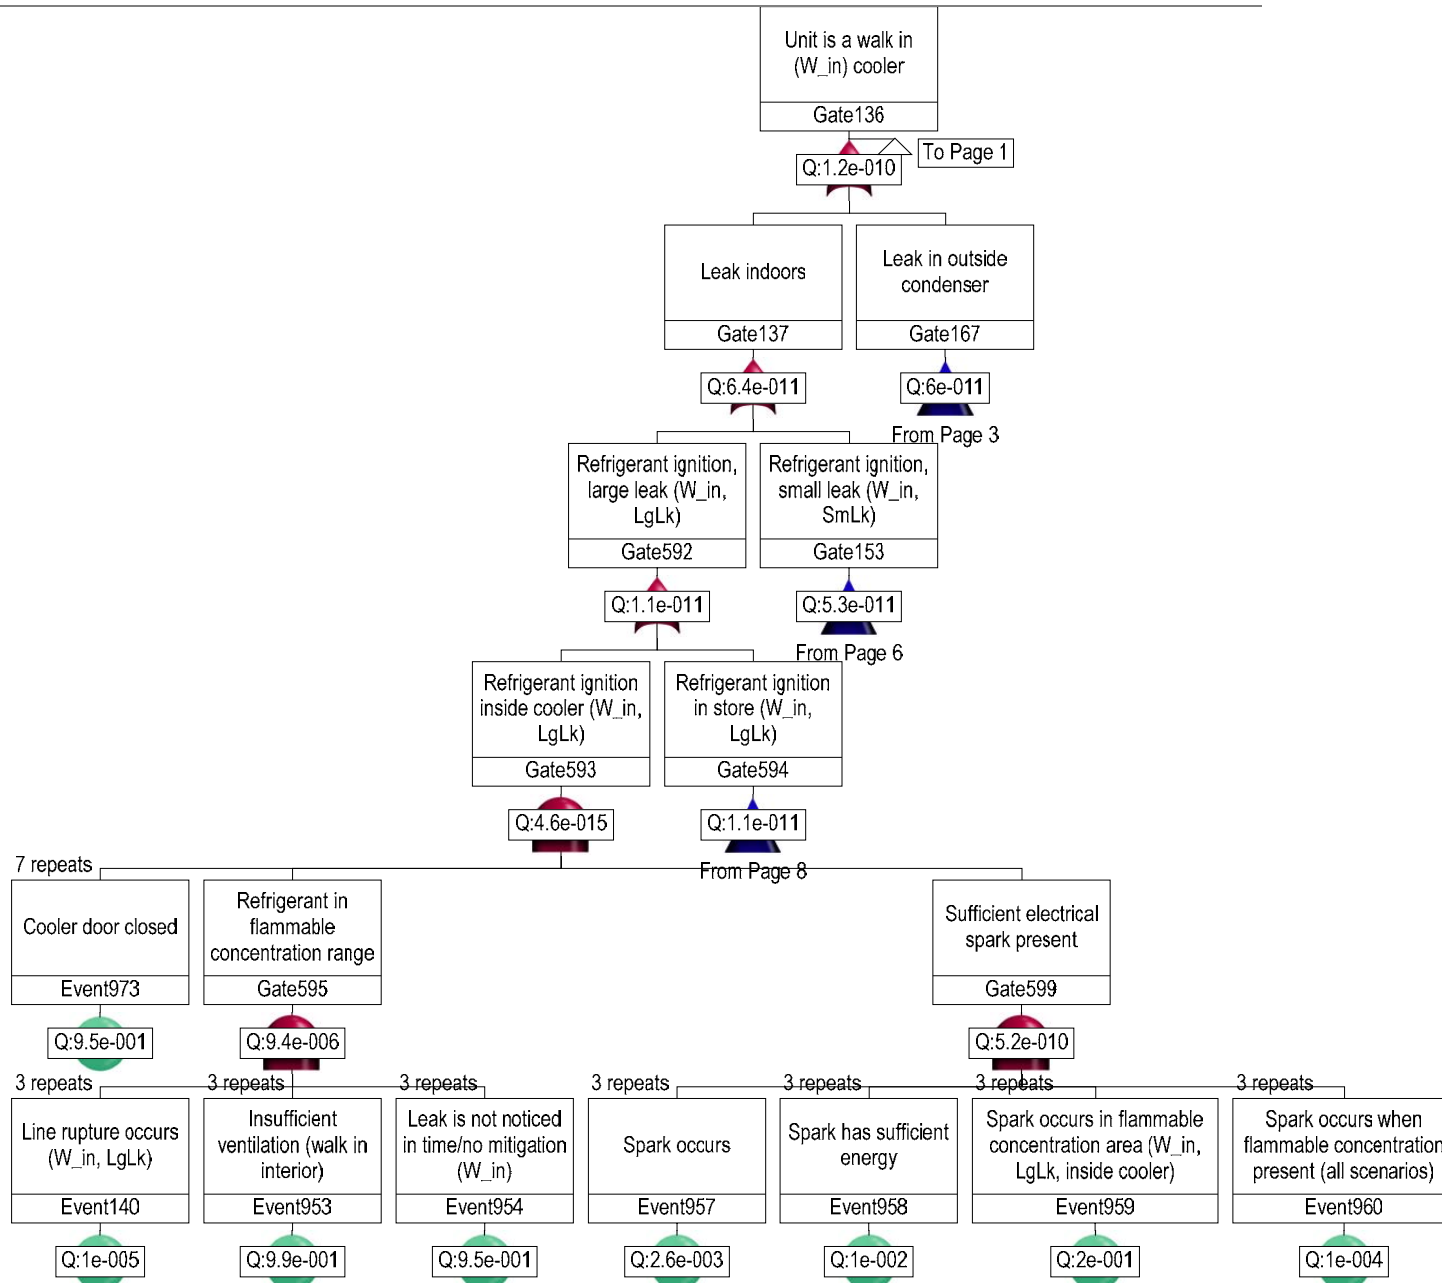 Unit is a walk in
(W_in) cooler
Gate136
To Page 1
Q:1.2e-010
Leak indoors
Gate137
Leak in outside
condenser
Gate167
Q:6.4e-011
Q:6e-011
From Page 3
Refrigerant ignition,
large leak (W_in,
LgLk)
Gate592
Refrigerant ignition,
small leak (W_in,
SmLk)
Gate153
Q:1.1e-011
Q:5.3e-011
From Page 6
Refrigerant ignition
inside cooler (W_in,
LgLk)
Gate593
Refrigerant ignition
in store (W_in,
LgLk)
Gate594
Q:4.6e-015
Q:1.1e-011
From Page 8
7 repeats
Cooler door closed
Event973
Refrigerant in
flammable
concentration range
Gate595
Sufficient electrical
spark present
Gate599
Q:9.5e-001
Q:9.4e-006
Q:5.2e-010
3 repeats
3 repeats
3 repeats
3 repeats
3 repeats
3 repeats
3 repeats
Line rupture occurs
(W_in, LgLk)
Event140
Insufficient
ventilation (walk in
interior)
Event953
Leak is not noticed
in time/no mitigation
(W_in)
Event954
Spark occurs
Event957
Spark has sufficient
energy
Event958
Spark occurs in flammable
concentration area (W_in,
LgLk, inside cooler)
Event959
Spark occurs when
flammable concentration
present (all scenarios)
Event960
Q:1e-005
Q:9.9e-001
Q:9.5e-001
Q:2.6e-003
Q:1e-002
Q:2e-001
Q:1e-004